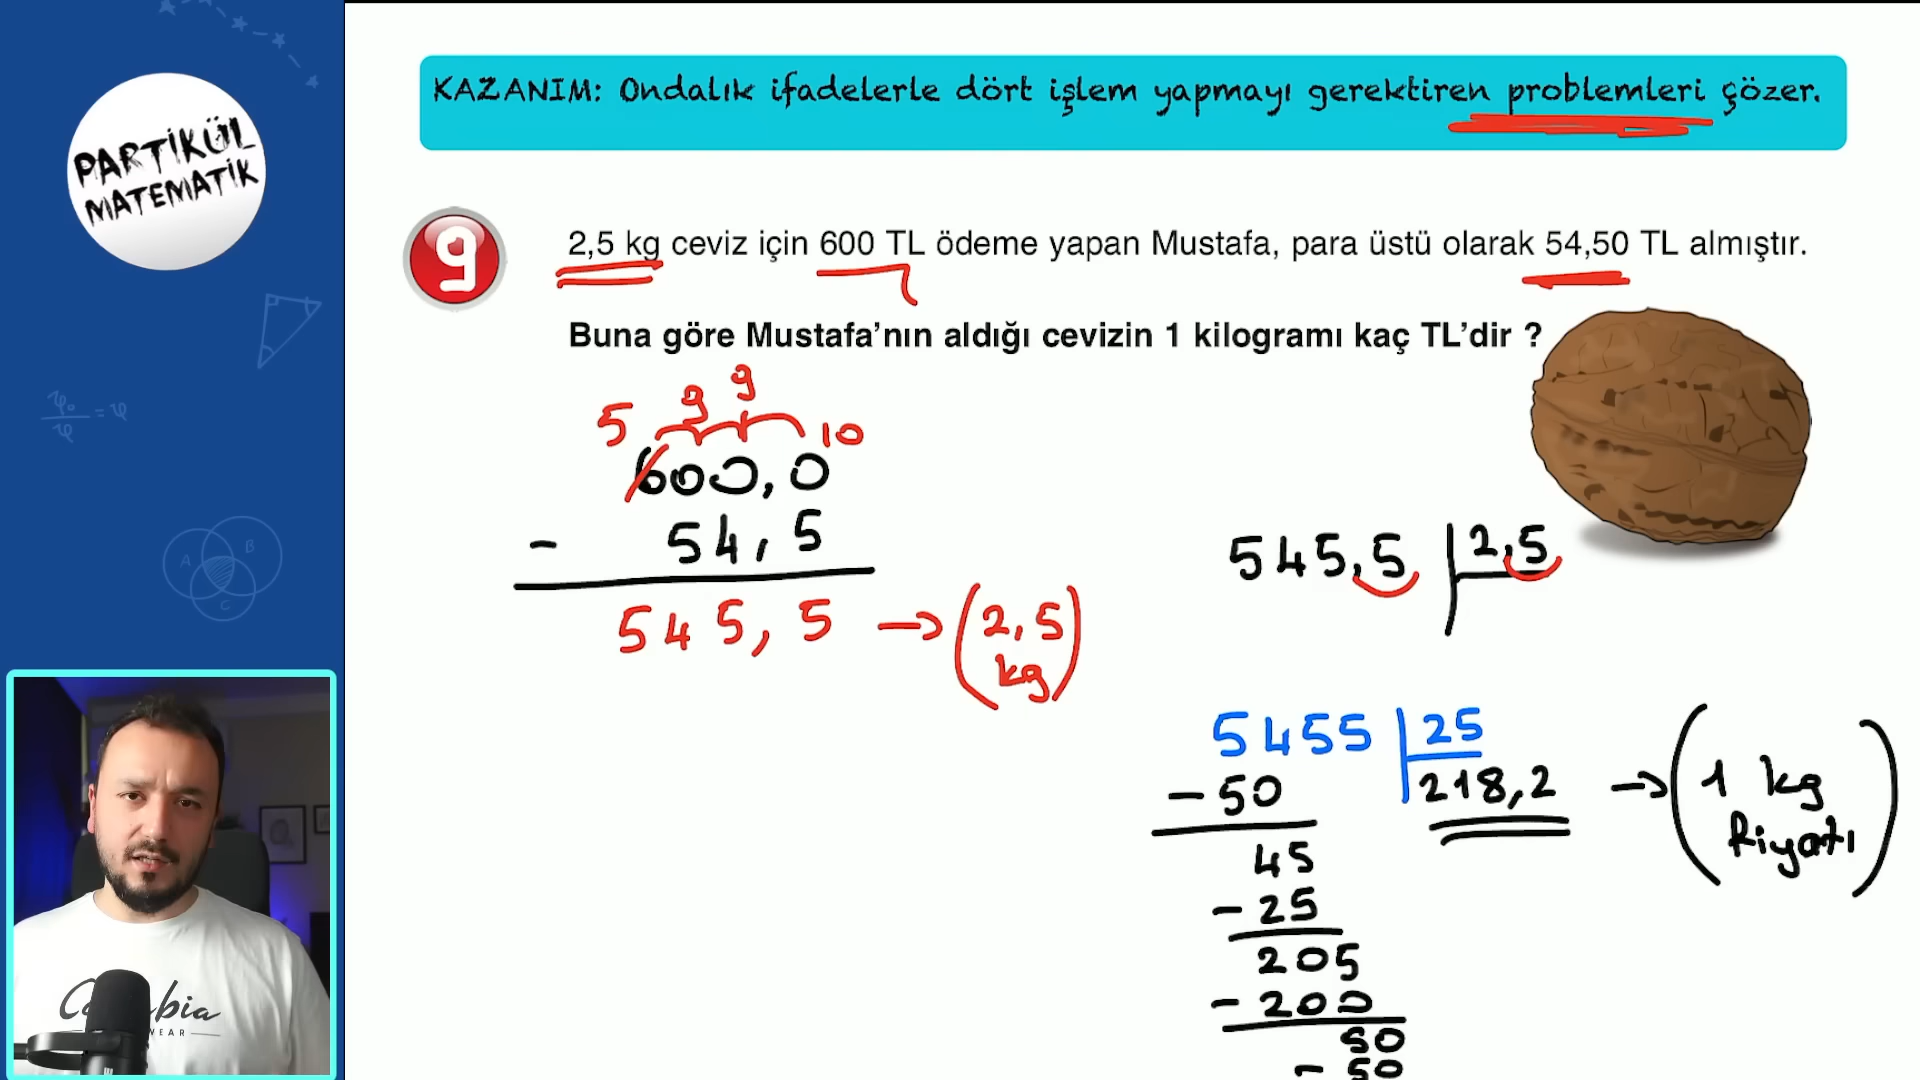 PARTİKÜL
MATEMATİK
KAZANIM: Ondalık ifadelerle dört işlem yapmayı gerektiren problemleri çözer.
9
2,5 kg ceviz için 600 TL ödeme yapan Mustafa, para üstü olarak 54,50 TL almıştır.
Buna göre Mustafa'nın aldığı cevizin 1 kilogramı kaç TL'dir ?
5 9 9 10
600,0
- 54,5
545,5 → (2,5 kg)
545,5 2,5
5455 25
- 50 218,2 → (1 kg fiyatı)
45
- 25
205
- 200
50
- 50
A B
C